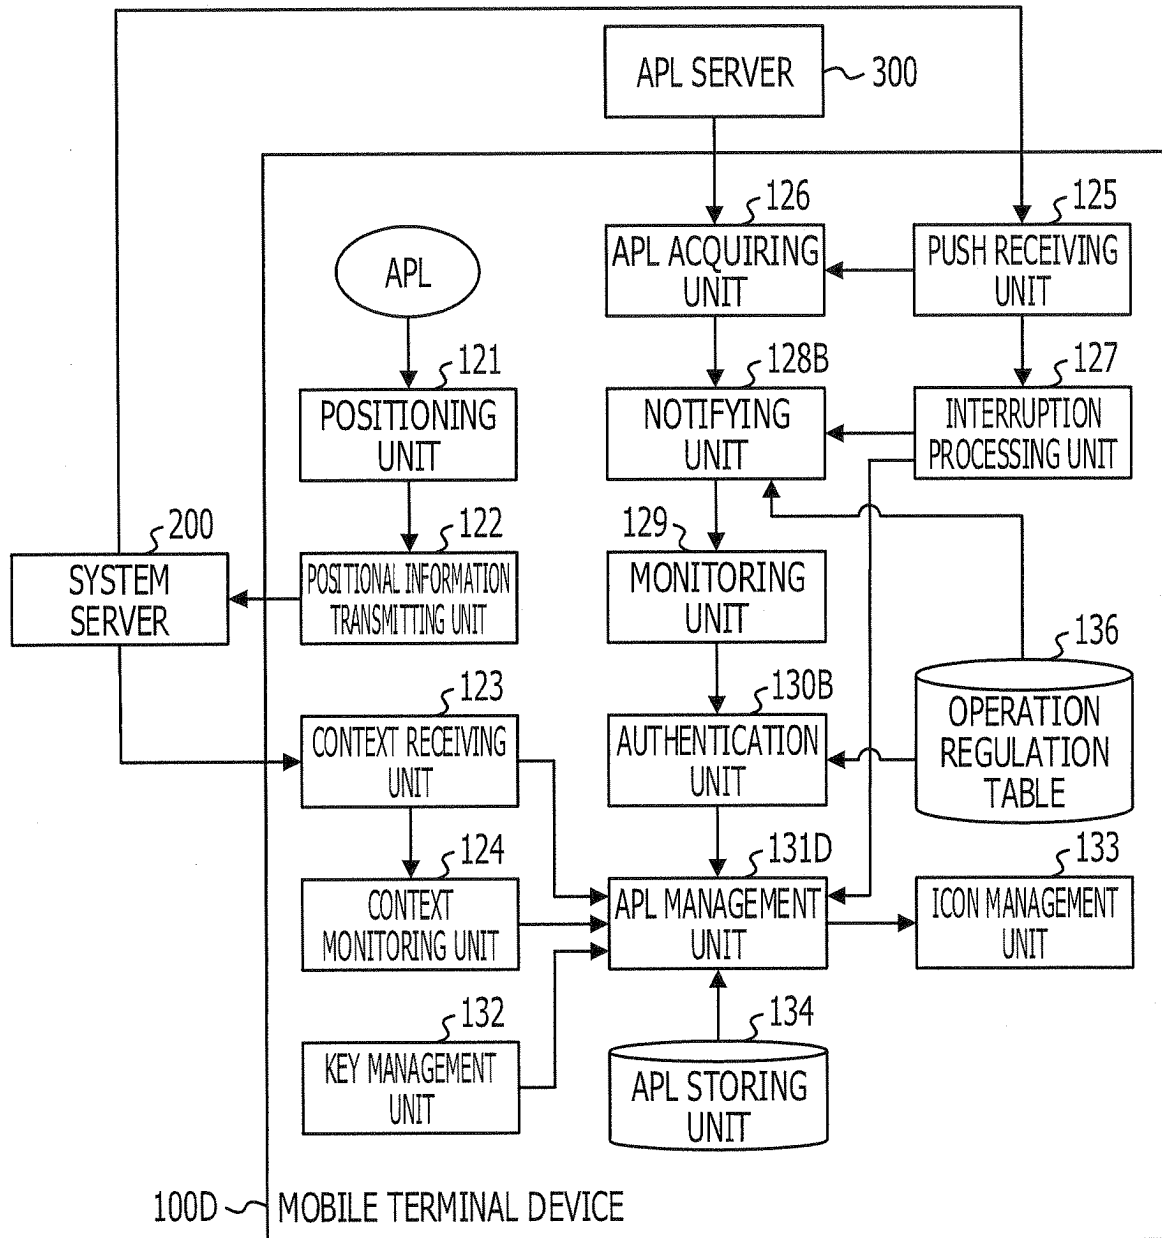 APL SERVER
300
126
125
APL ACQUIRING
UNIT
PUSH RECEIVING
UNIT
APL
121
128B
127
POSITIONING
UNIT
NOTIFYING
UNIT
INTERRUPTION
PROCESSING UNIT
200
122
129
SYSTEM
SERVER
POSITIONAL INFORMATION
TRANSMITTING UNIT
MONITORING
UNIT
136
123
130B
CONTEXT RECEIVING
UNIT
AUTHENTICATION
UNIT
OPERATION
REGULATION
TABLE
124
131D
133
CONTEXT
MONITORING UNIT
APL MANAGEMENT
UNIT
ICON MANAGEMENT
UNIT
132
134
KEY MANAGEMENT
UNIT
APL STORING
UNIT
100D
MOBILE TERMINAL DEVICE